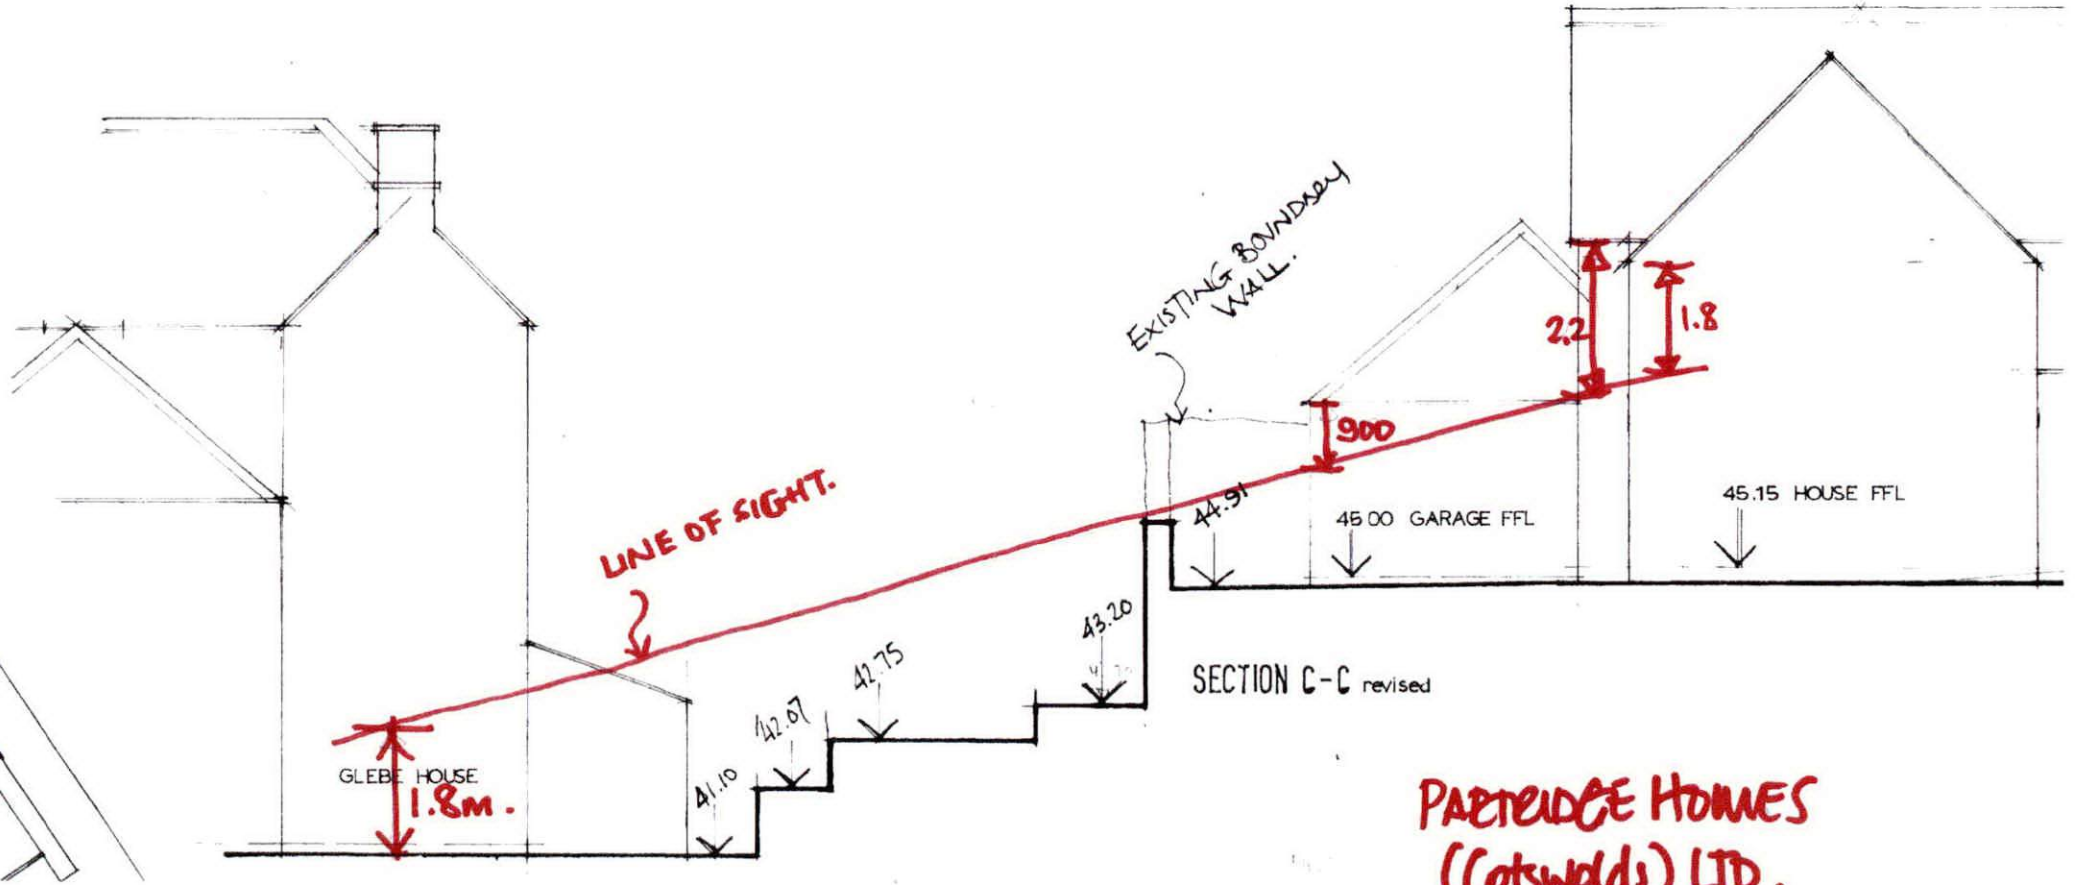 EXISTING BOUNDARY
WALL.
2.2
1.8
900
LINE OF SIGHT.
44.91
45.15 HOUSE FFL
45 00 GARAGE FFL
43.20
42.75
42.07
41.10
SECTION C-C revised
GLEBE HOUSE
1.8m.
PARTRIDGE HOMES
(Cotswolds) LTD.